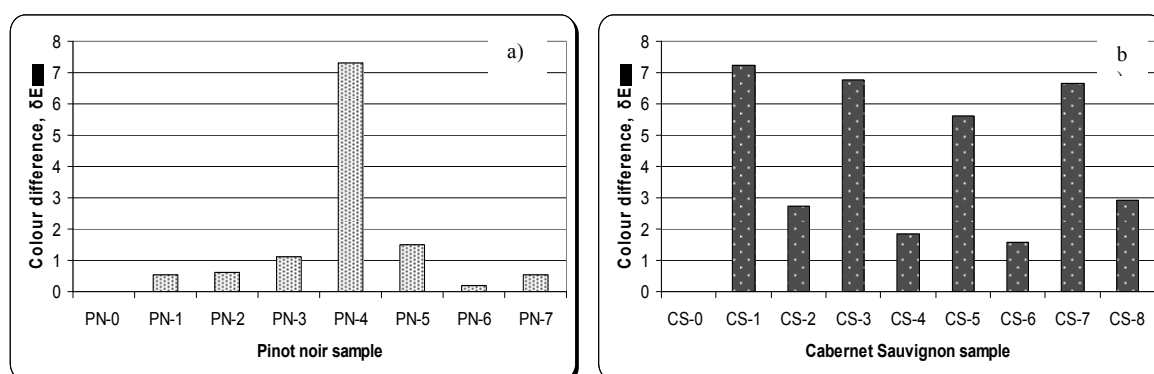 a)
8
7
6
5
4
3
2
1
0
Colour difference, δE
PN-0 PN-1 PN-2 PN-3 PN-4 PN-5 PN-6 PN-7
Pinot noir sample
b
8
7
6
5
4
3
2
1
0
Colour difference, δE
CS-0 CS-1 CS-2 CS-3 CS-4 CS-5 CS-6 CS-7 CS-8
Cabernet Sauvignon sample